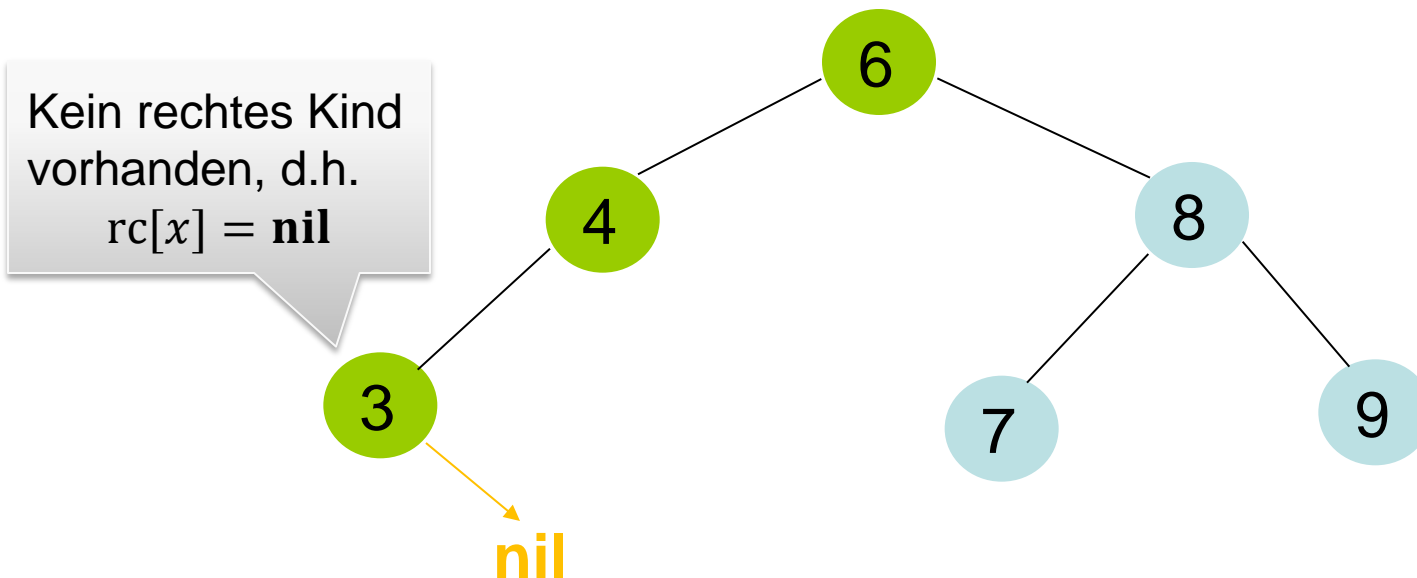 6
Kein rechtes Kind
vorhanden, d.h.
rc[x] = nil
4
8
3
7
9
nil